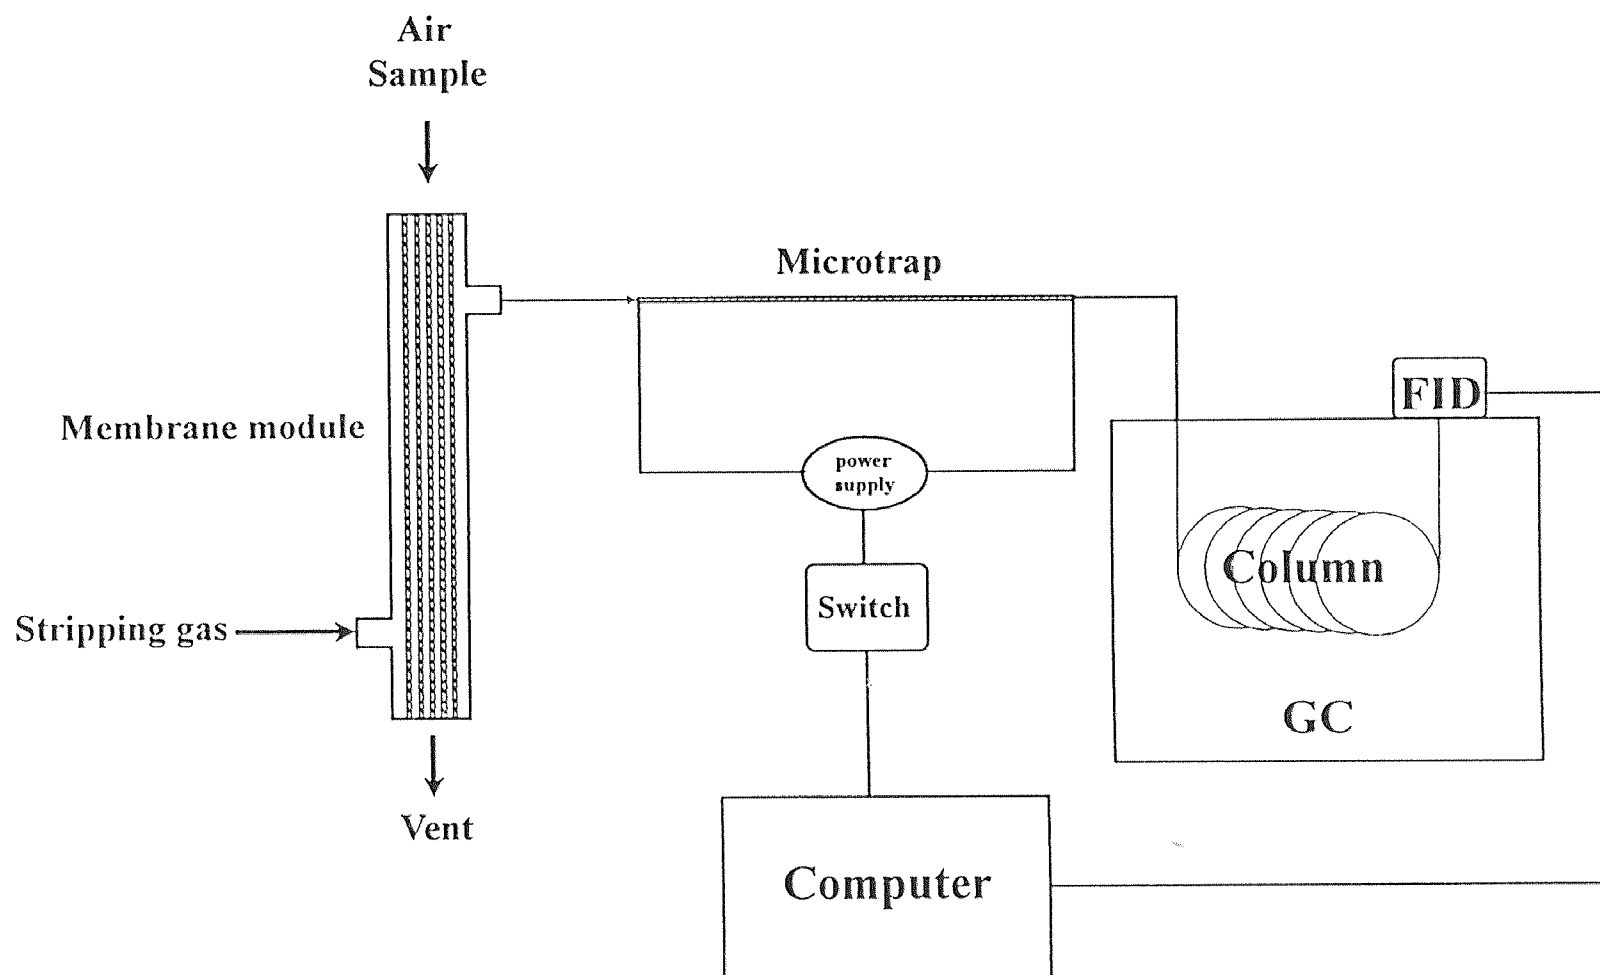 Air
Sample
Microtrap
FID
Membrane module
power
supply
Column
Switch
Stripping gas
GC
Vent
Computer